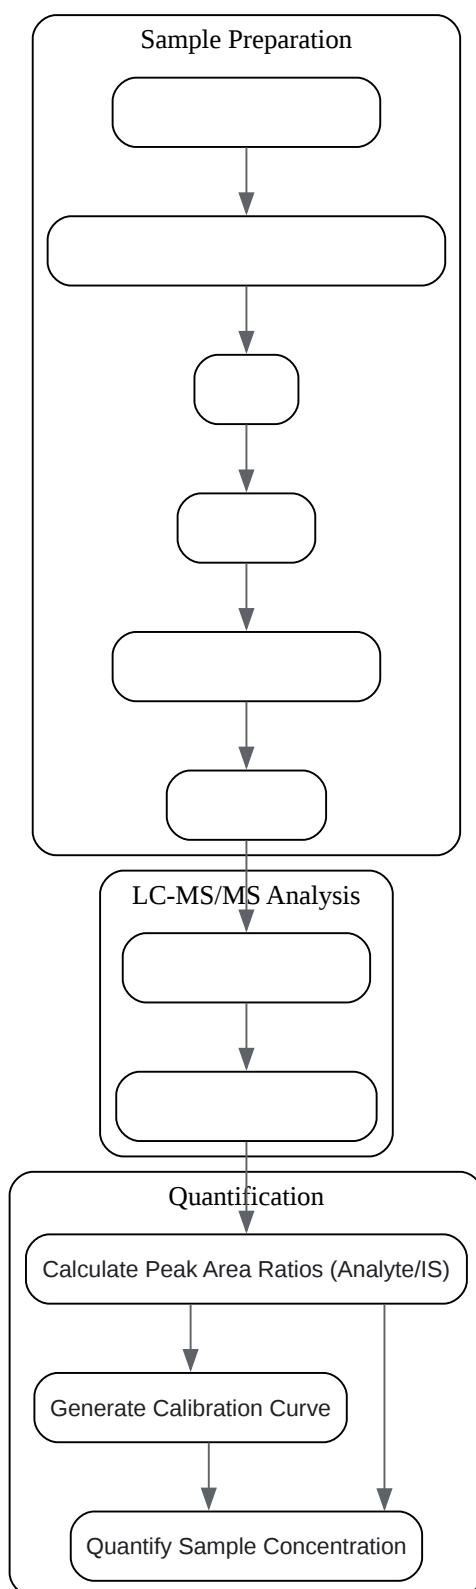 Sample Preparation
LC-MS/MS Analysis
Quantification
Calculate Peak Area Ratios (Analyte/IS)
Generate Calibration Curve
Quantify Sample Concentration